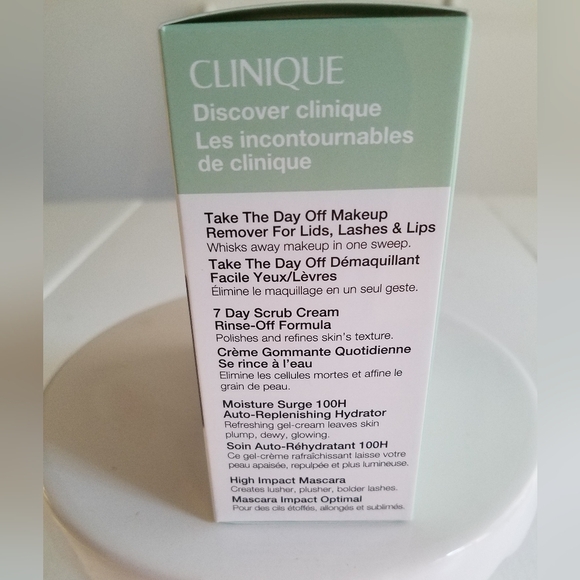 CLINIQUE
Discover clinique
Les incontournables
de clinique
Take The Day Off Makeup
Remover For Lids, Lashes & Lips
Whisks away makeup in one sweep.
Take The Day Off Démaquillant
Facile Yeux/Lèvres
Élimine le maquillage en un seul geste.
7 Day Scrub Cream
Rinse-Off Formula
Polishes and refines skin's texture.
Crème Gommante Quotidienne
Se rince à l'eau
Elimine les cellules mortes et affine le
grain de peau.
Moisture Surge 100H
Auto-Replenishing Hydrator
Refreshing gel-cream leaves skin
plump, dewy, glowing.
Soin Auto-Réhydratant 100H
Ce gel-crème rafraîchissant laisse votre
peau apaisée, repulpée et plus lumineuse.
High Impact Mascara
Creates lusher, plusher, bolder lashes.
Mascara Impact Optimal
Pour des cils étoffés, allongés et sublimés.